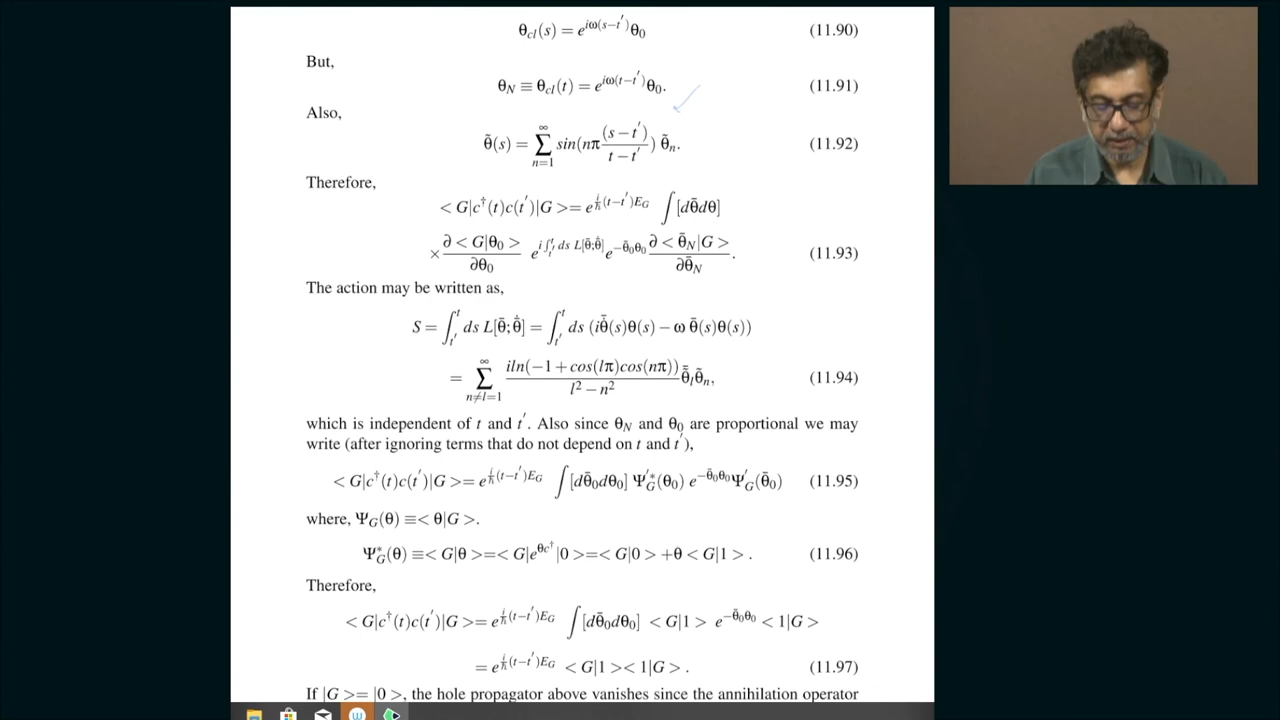 θ_{cl}(s) = e^{iω(s−t′)}θ_0 (11.90)
But,
θ_N ≡ θ_{cl}(t) = e^{iω(t−t′)}θ_0. (11.91)
Also,
θ̃(s) = ∑_{n=1}^{∞} sin(nπ (s−t′)/(t−t′)) θ̃_n. (11.92)
Therefore,
< G|c†(t)c(t′)|G >= e^{(i/ħ)(t−t′)E_G} ∫[dθ̄dθ]
× (∂ < G|θ_0 >)/(∂θ_0) e^{i∫_{t′}^{t} ds L[θ̄;θ̄̇]} e^{−θ̄_0θ_0} (∂ < θ̄_N|G >)/(∂θ̄_N). (11.93)
The action may be written as,
S = ∫_{t′}^{t} ds L[θ̄;θ̄̇] = ∫_{t′}^{t} ds (iθ̄̇(s)θ(s) − ω θ̄(s)θ(s))
= ∑_{n≠l=1}^{∞} (iln(−1+cos(lπ)cos(nπ)))/(l²−n²) θ̃̄_lθ̃_n, (11.94)
which is independent of t and t′. Also since θ_N and θ_0 are proportional we may
write (after ignoring terms that do not depend on t and t′),
< G|c†(t)c(t′)|G >= e^{(i/ħ)(t−t′)E_G} ∫[dθ̄_0dθ_0] Ψ′*_G(θ_0) e^{−θ̄_0θ_0}Ψ′_G(θ̄_0) (11.95)
where, Ψ_G(θ) ≡< θ|G >.
Ψ*_G(θ) ≡< G|θ >=< G|e^{θc†}|0 >=< G|0 > +θ < G|1 > . (11.96)
Therefore,
< G|c†(t)c(t′)|G >= e^{(i/ħ)(t−t′)E_G} ∫[dθ̄_0dθ_0] < G|1 > e^{−θ̄_0θ_0} < 1|G >
= e^{(i/ħ)(t−t′)E_G} < G|1 >< 1|G > . (11.97)
If |G >= |0 >, the hole propagator above vanishes since the annihilation operator